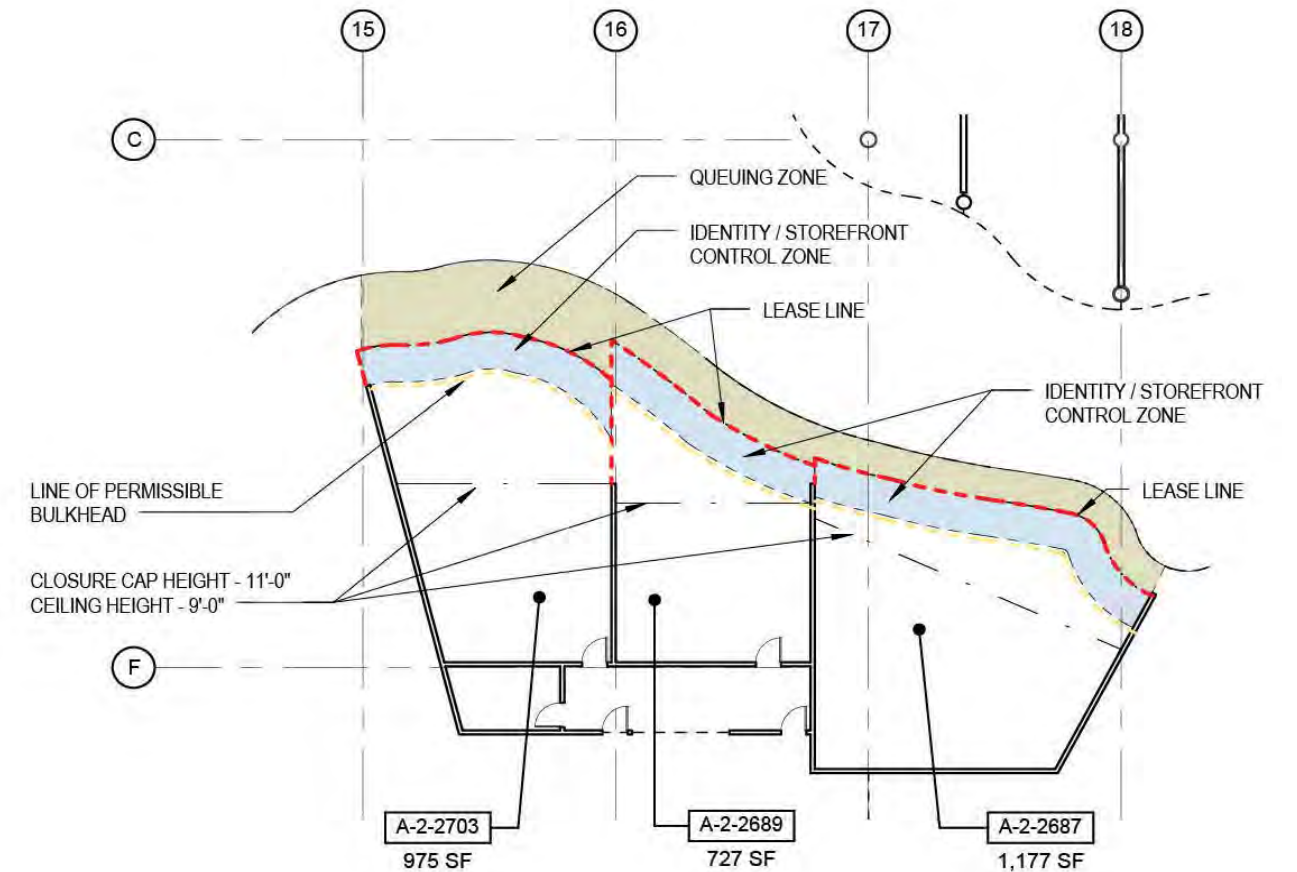 15
16
17
18
C
QUEUING ZONE
IDENTITY / STOREFRONT
CONTROL ZONE
LEASE LINE
IDENTITY / STOREFRONT
CONTROL ZONE
LEASE LINE
LINE OF PERMISSIBLE
BULKHEAD
CLOSURE CAP HEIGHT - 11'-0"
CEILING HEIGHT - 9'-0"
F
A-2-2703
975 SF
A-2-2689
727 SF
A-2-2687
1,177 SF